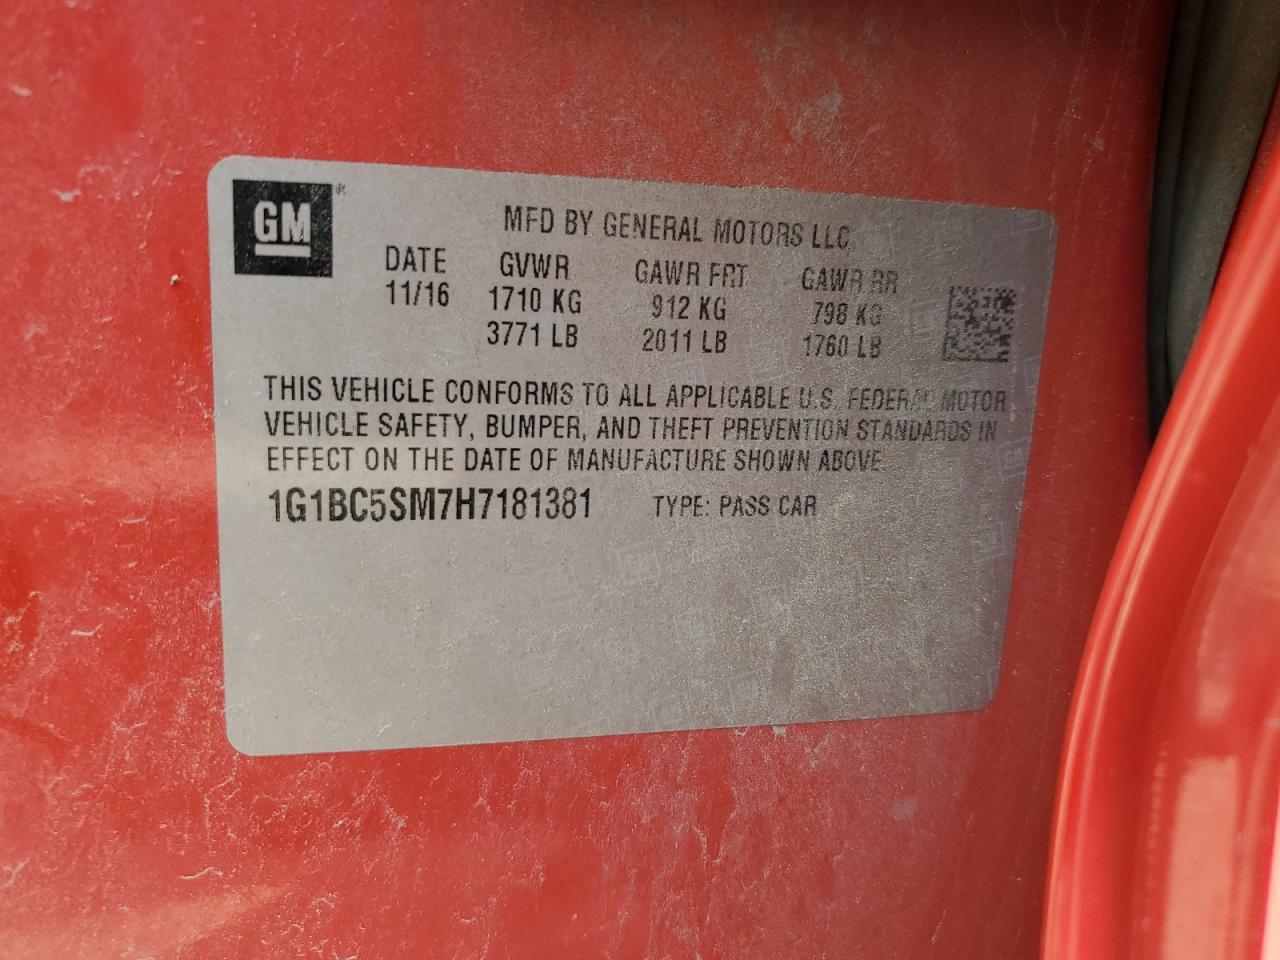 GM ®
MFD BY GENERAL MOTORS LLC
DATE GVWR GAWR FRT GAWR RR
11/16 1710 KG 912 KG 798 KG
3771 LB 2011 LB 1760 LB
THIS VEHICLE CONFORMS TO ALL APPLICABLE U.S. FEDERAL MOTOR
VEHICLE SAFETY, BUMPER, AND THEFT PREVENTION STANDARDS IN
EFFECT ON THE DATE OF MANUFACTURE SHOWN ABOVE.
1G1BC5SM7H7181381 TYPE: PASS CAR